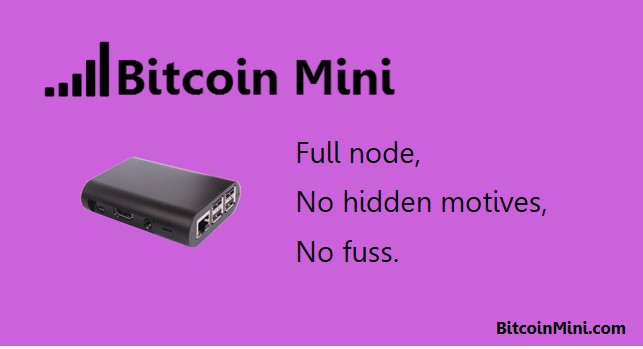 Bitcoin Mini
Full node,
No hidden motives,
No fuss.
BitcoinMini.com